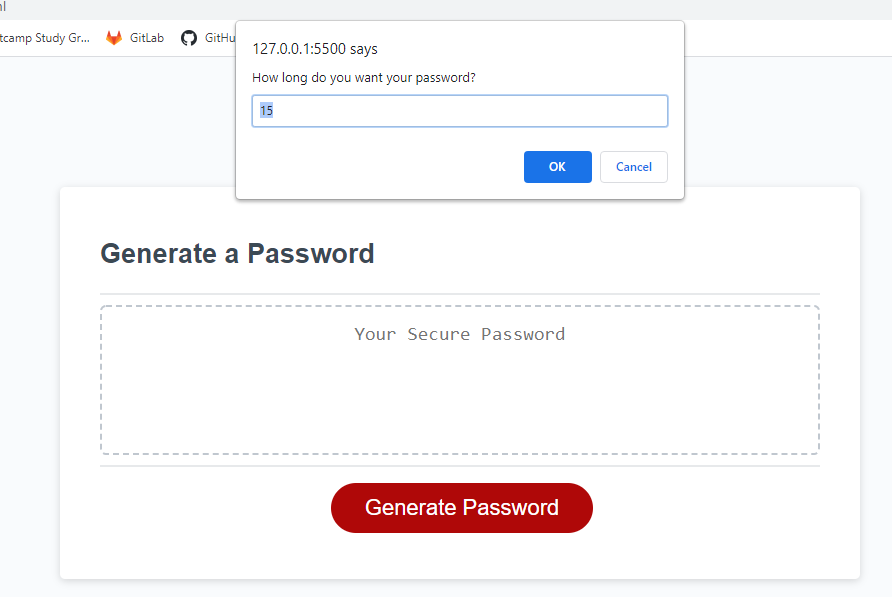 tcamp Study Gr... GitLab GitHu
127.0.0.1:5500 says
How long do you want your password?
15
OK Cancel
Generate a Password
Your Secure Password
Generate Password